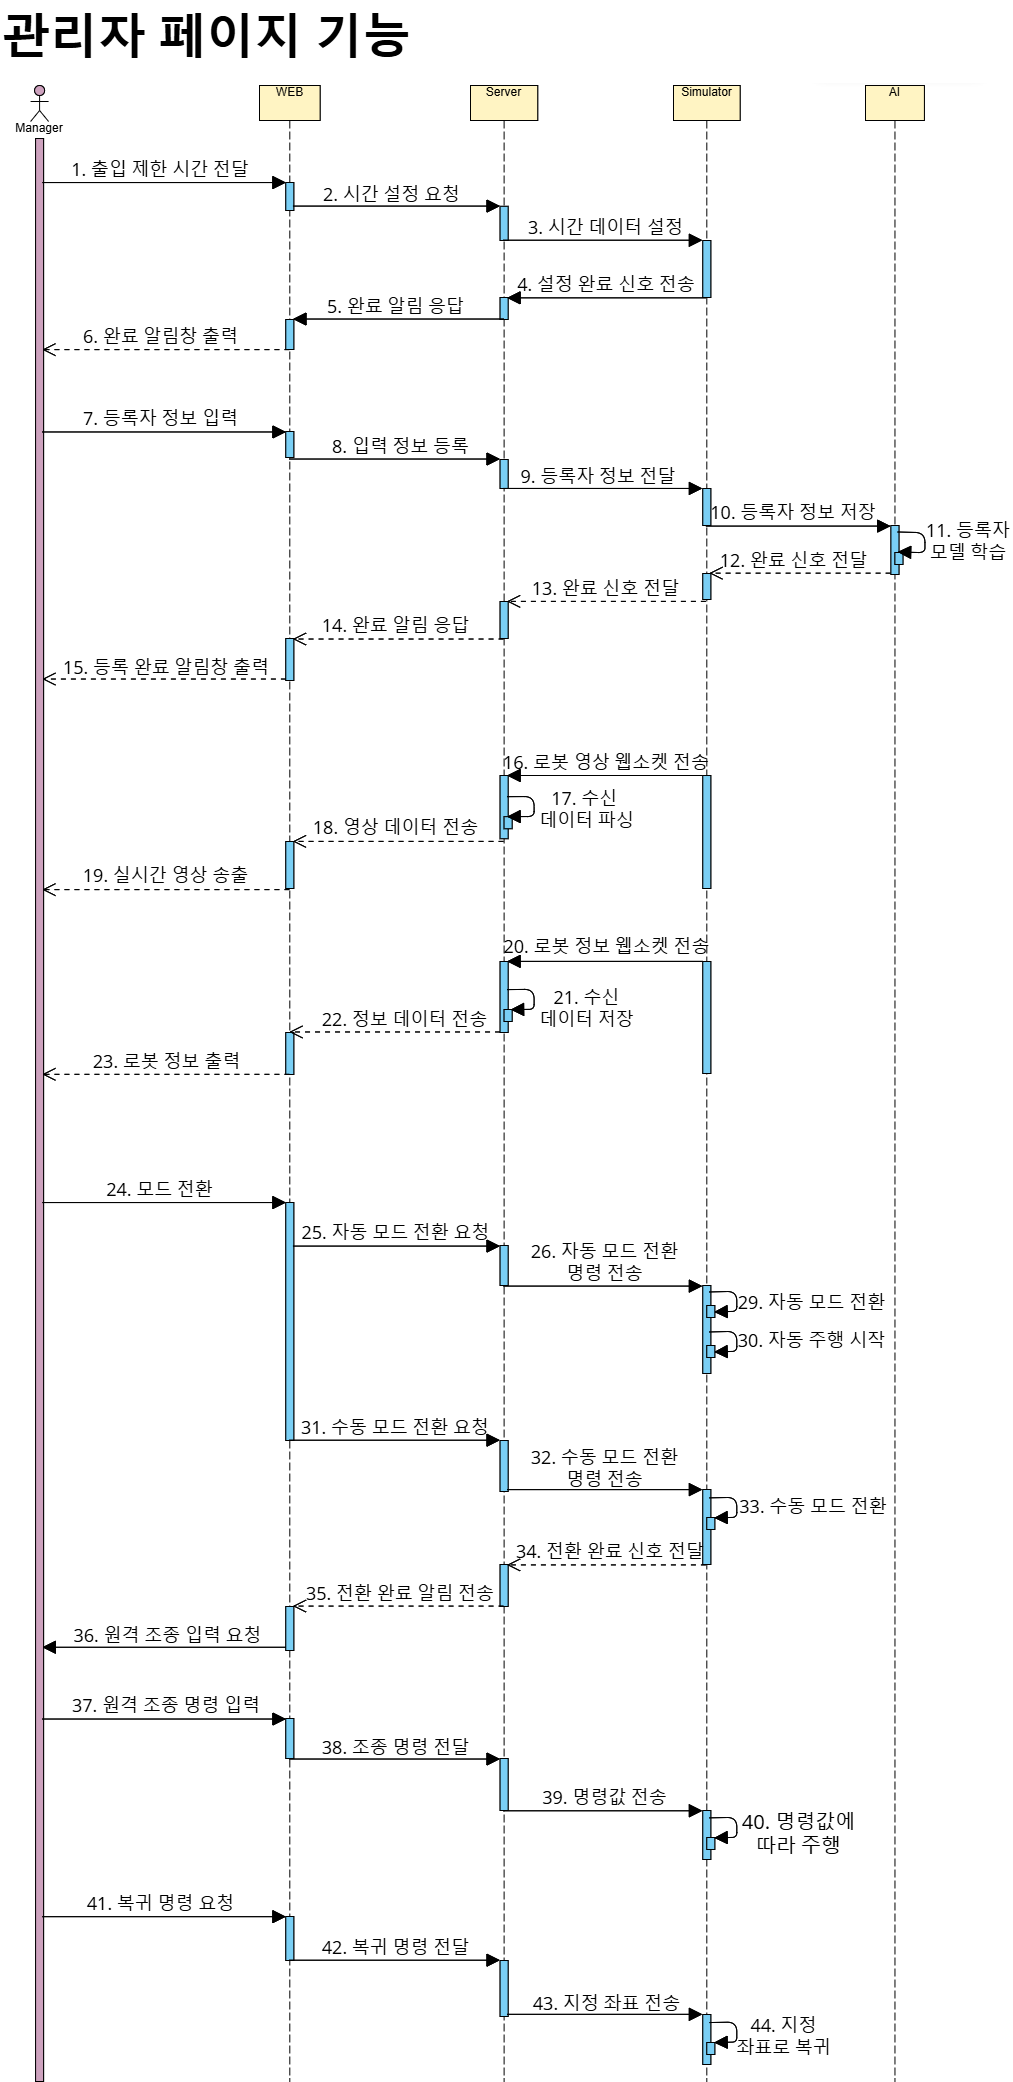 관리자 페이지 기능
Manager
WEB
Server
Simulator
AI
1. 출입 제한 시간 전달
2. 시간 설정 요청
3. 시간 데이터 설정
4. 설정 완료 신호 전송
5. 완료 알림 응답
6. 완료 알림창 출력
7. 등록자 정보 입력
8. 입력 정보 등록
9. 등록자 정보 전달
10. 등록자 정보 저장
11. 등록자
모델 학습
12. 완료 신호 전달
13. 완료 신호 전달
14. 완료 알림 응답
15. 등록 완료 알림창 출력
16. 로봇 영상 웹소켓 전송
17. 수신
데이터 파싱
18. 영상 데이터 전송
19. 실시간 영상 송출
20. 로봇 정보 웹소켓 전송
21. 수신
데이터 저장
22. 정보 데이터 전송
23. 로봇 정보 출력
24. 모드 전환
25. 자동 모드 전환 요청
26. 자동 모드 전환
명령 전송
29. 자동 모드 전환
30. 자동 주행 시작
31. 수동 모드 전환 요청
32. 수동 모드 전환
명령 전송
33. 수동 모드 전환
34. 전환 완료 신호 전달
35. 전환 완료 알림 전송
36. 원격 조종 입력 요청
37. 원격 조종 명령 입력
38. 조종 명령 전달
39. 명령값 전송
40. 명령값에
따라 주행
41. 복귀 명령 요청
42. 복귀 명령 전달
43. 지정 좌표 전송
44. 지정
좌표로 복귀